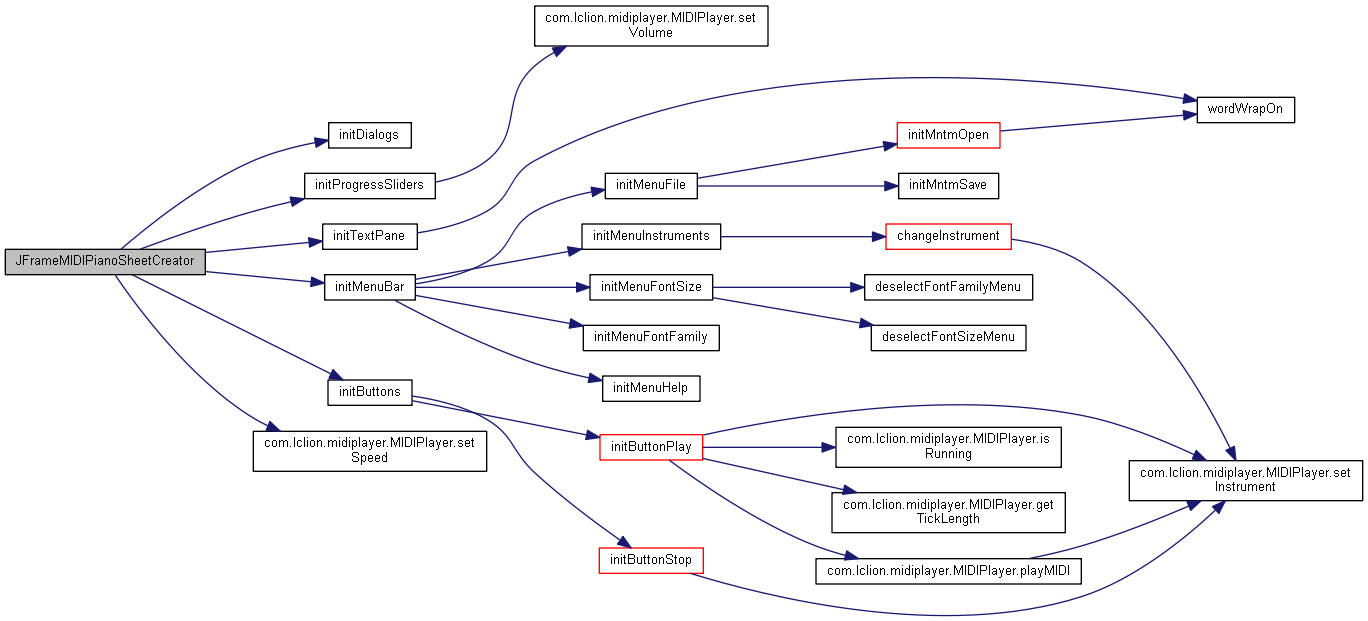 com.lclion.midiplayer.MIDIPlayer.set
Volume
wordWrapOn
initDialogs
initMntmOpen
initProgressSliders
initMenuFile
initMntmSave
initTextPane
initMenuInstruments
changeInstrument
JFrameMIDIPianoSheetCreator
initMenuBar
initMenuFontSize
deselectFontFamilyMenu
initMenuFontFamily
deselectFontSizeMenu
initMenuHelp
initButtons
com.lclion.midiplayer.MIDIPlayer.set
Speed
initButtonPlay
com.lclion.midiplayer.MIDIPlayer.is
Running
com.lclion.midiplayer.MIDIPlayer.set
Instrument
com.lclion.midiplayer.MIDIPlayer.get
TickLength
initButtonStop
com.lclion.midiplayer.MIDIPlayer.playMIDI